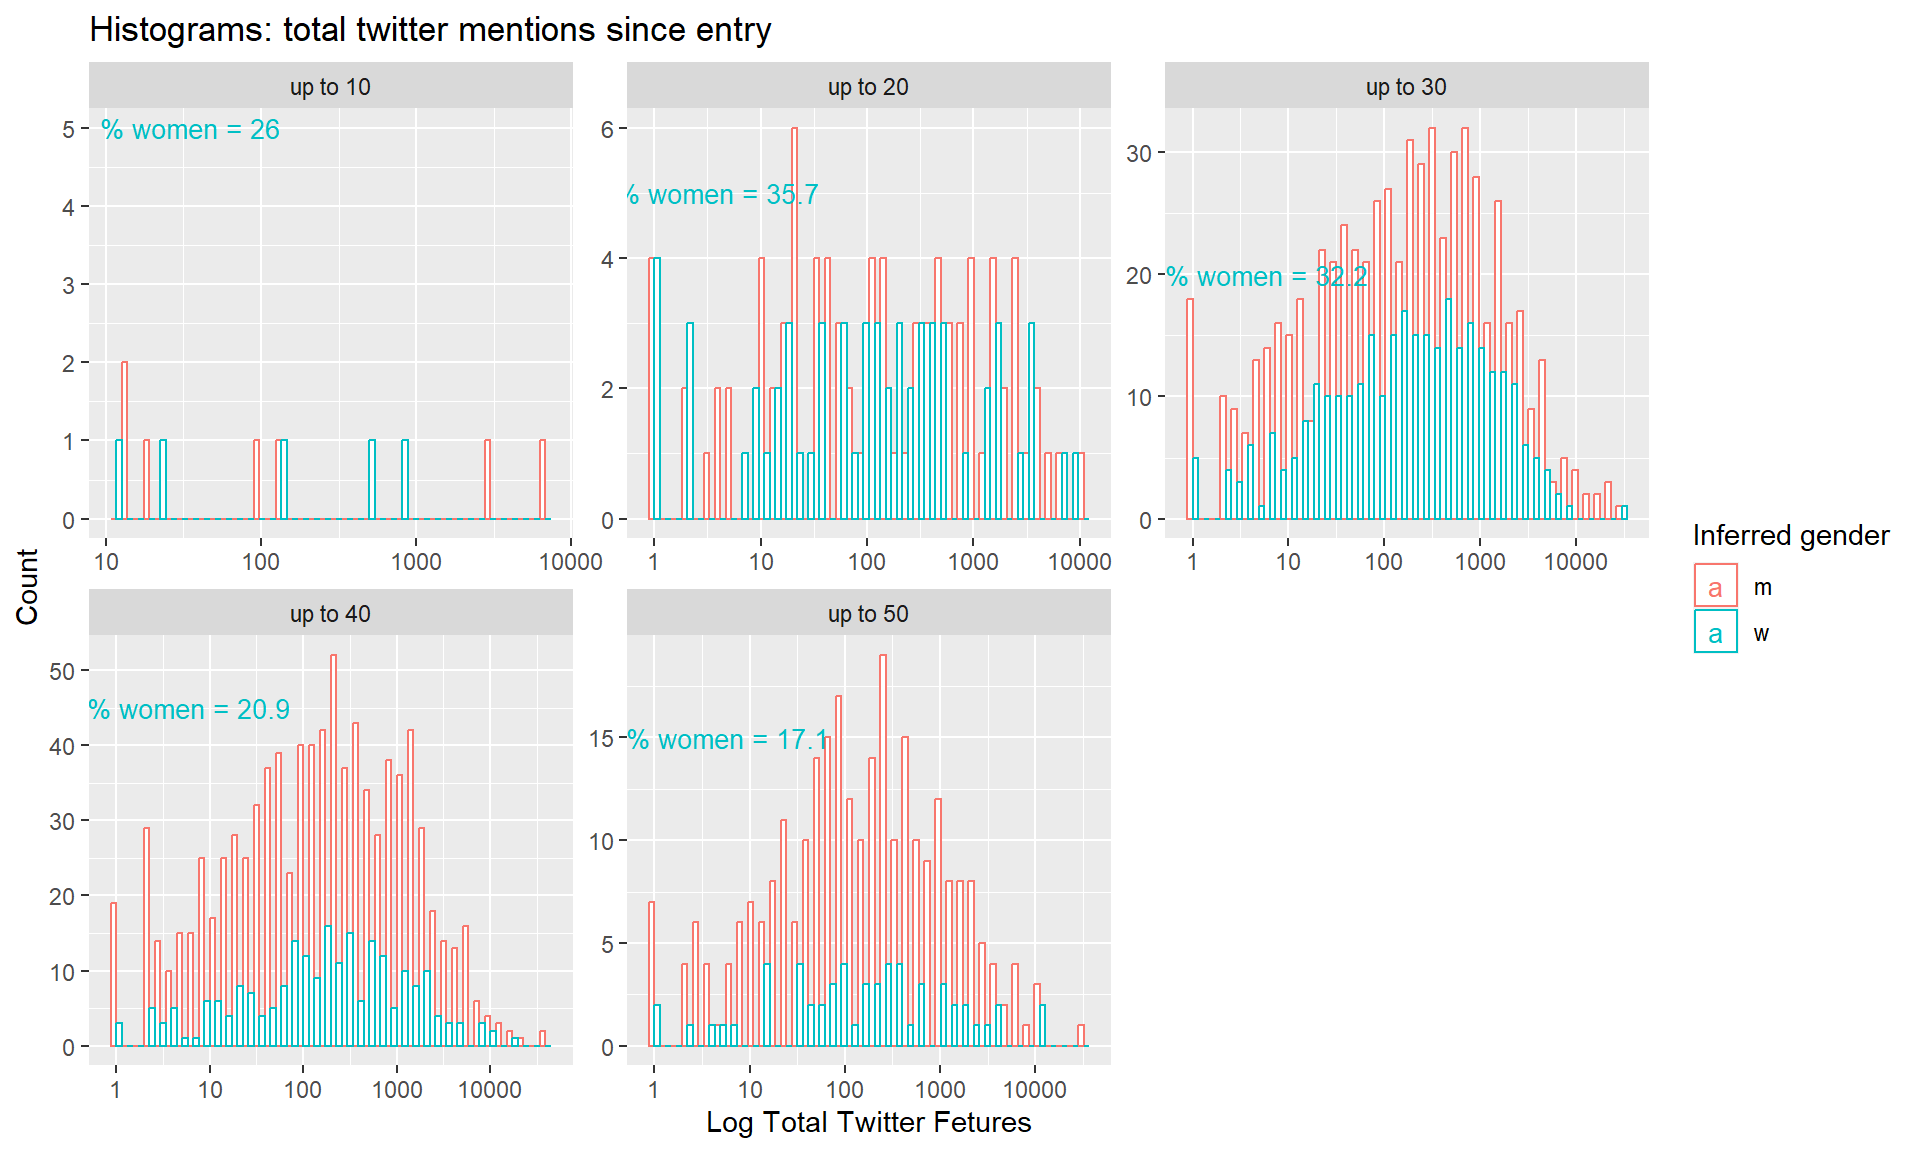 Histograms: total twitter mentions since entry
up to 10
% women = 26
5
4
3
2
1
0
10 100 1000 10000
up to 20
% women = 35.7
6
4
2
0
1 10 100 1000 10000
up to 30
% women = 32.2
30
20
10
0
1 10 100 1000 10000
Count
up to 40
% women = 20.9
50
40
30
20
10
0
1 10 100 1000 10000
up to 50
% women = 17.1
15
10
5
0
1 10 100 1000 10000
Log Total Twitter Fetures
Inferred gender
a m
a w